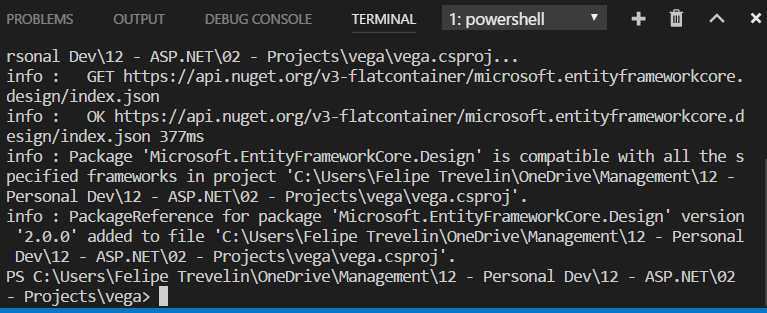 PROBLEMS OUTPUT DEBUG CONSOLE TERMINAL 1: powershell
rsonal Dev\12 - ASP.NET\02 - Projects\vega\vega.csproj...
info :   GET https://api.nuget.org/v3-flatcontainer/microsoft.entityframeworkcore.
design/index.json
info :   OK https://api.nuget.org/v3-flatcontainer/microsoft.entityframeworkcore.d
esign/index.json 377ms
info : Package 'Microsoft.EntityFrameworkCore.Design' is compatible with all the s
pecified frameworks in project 'C:\Users\Felipe Trevelin\OneDrive\Management\12 -
Personal Dev\12 - ASP.NET\02 - Projects\vega\vega.csproj'.
info : PackageReference for package 'Microsoft.EntityFrameworkCore.Design' version
 '2.0.0' added to file 'C:\Users\Felipe Trevelin\OneDrive\Management\12 - Personal
 Dev\12 - ASP.NET\02 - Projects\vega\vega.csproj'.
PS C:\Users\Felipe Trevelin\OneDrive\Management\12 - Personal Dev\12 - ASP.NET\02
- Projects\vega>